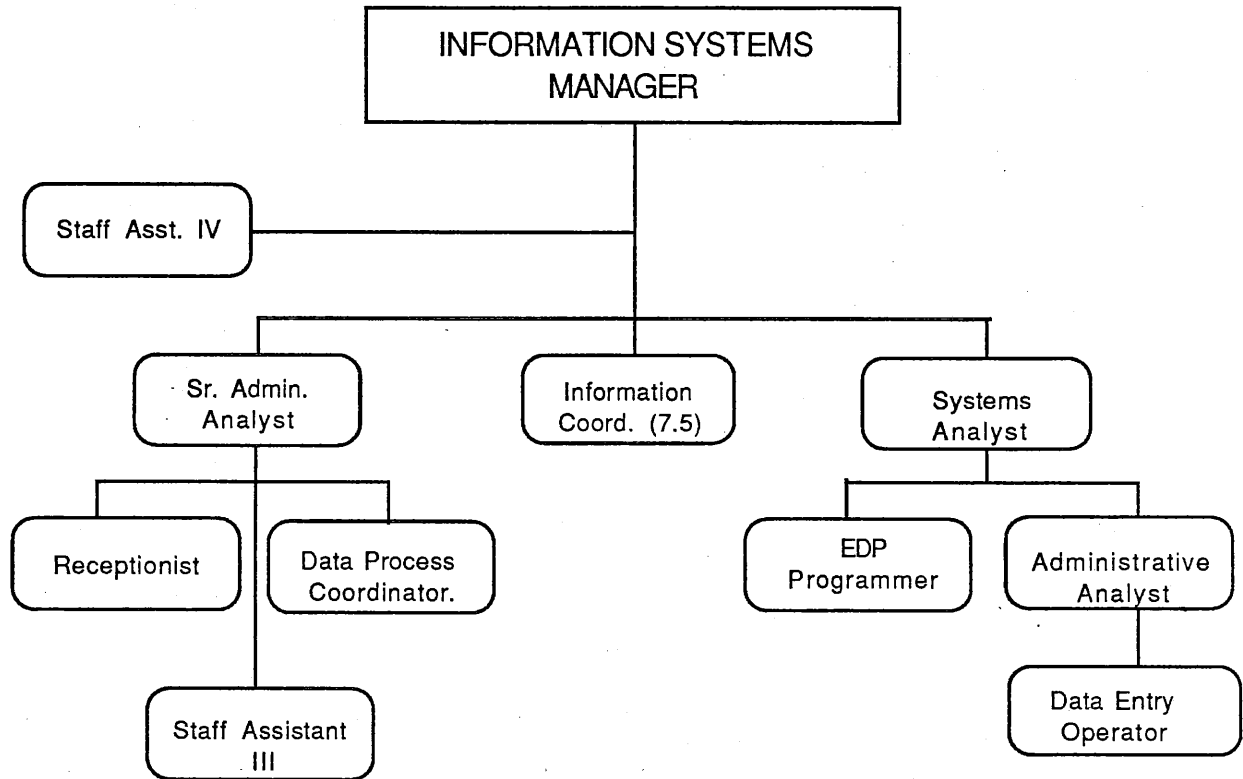 INFORMATION SYSTEMS
MANAGER
Staff Asst. IV
Sr. Admin.
Analyst
Information
Coord. (7.5)
Systems
Analyst
Receptionist
Data Process
Coordinator.
EDP
Programmer
Administrative
Analyst
Staff Assistant
III
Data Entry
Operator